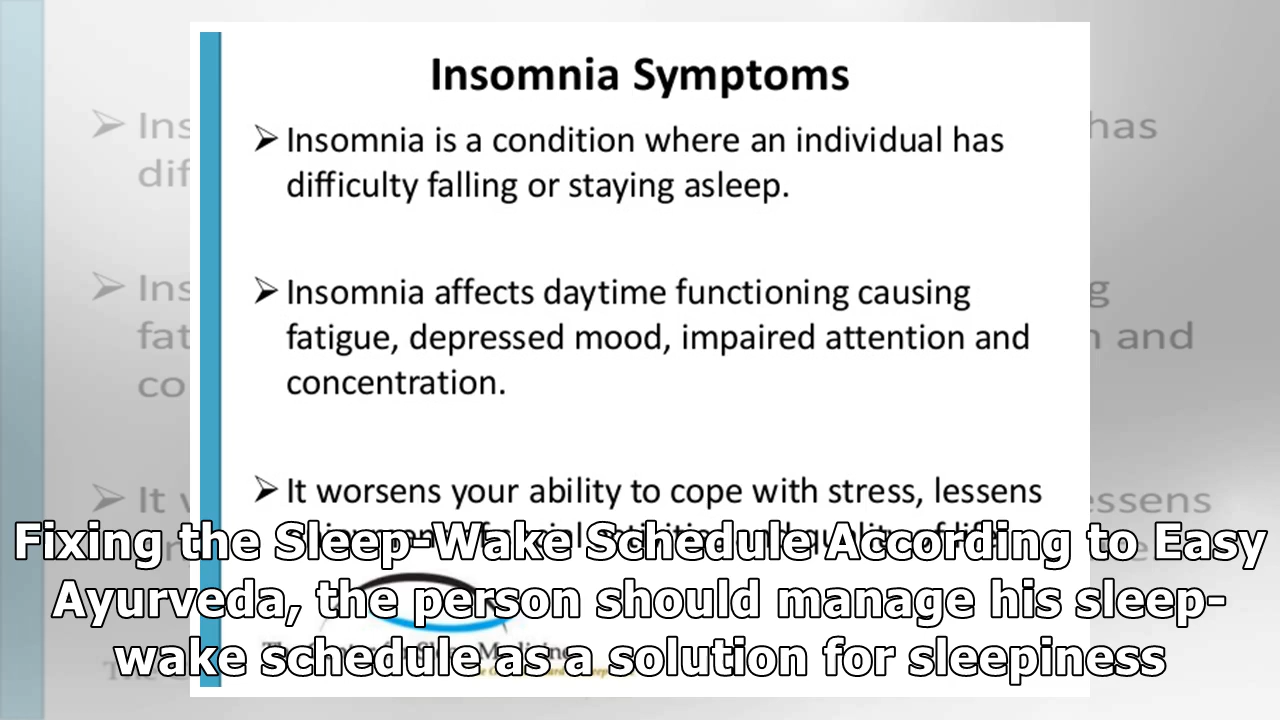 Insomnia Symptoms
Insomnia is a condition where an individual has
difficulty falling or staying asleep.
Insomnia affects daytime functioning causing
fatigue, depressed mood, impaired attention and
concentration.
It worsens your ability to cope with stress, lessens
Fixing the Sleep-Wake Schedule According to Easy
Ayurveda, the person should manage his sleep-
wake schedule as a solution for sleepiness